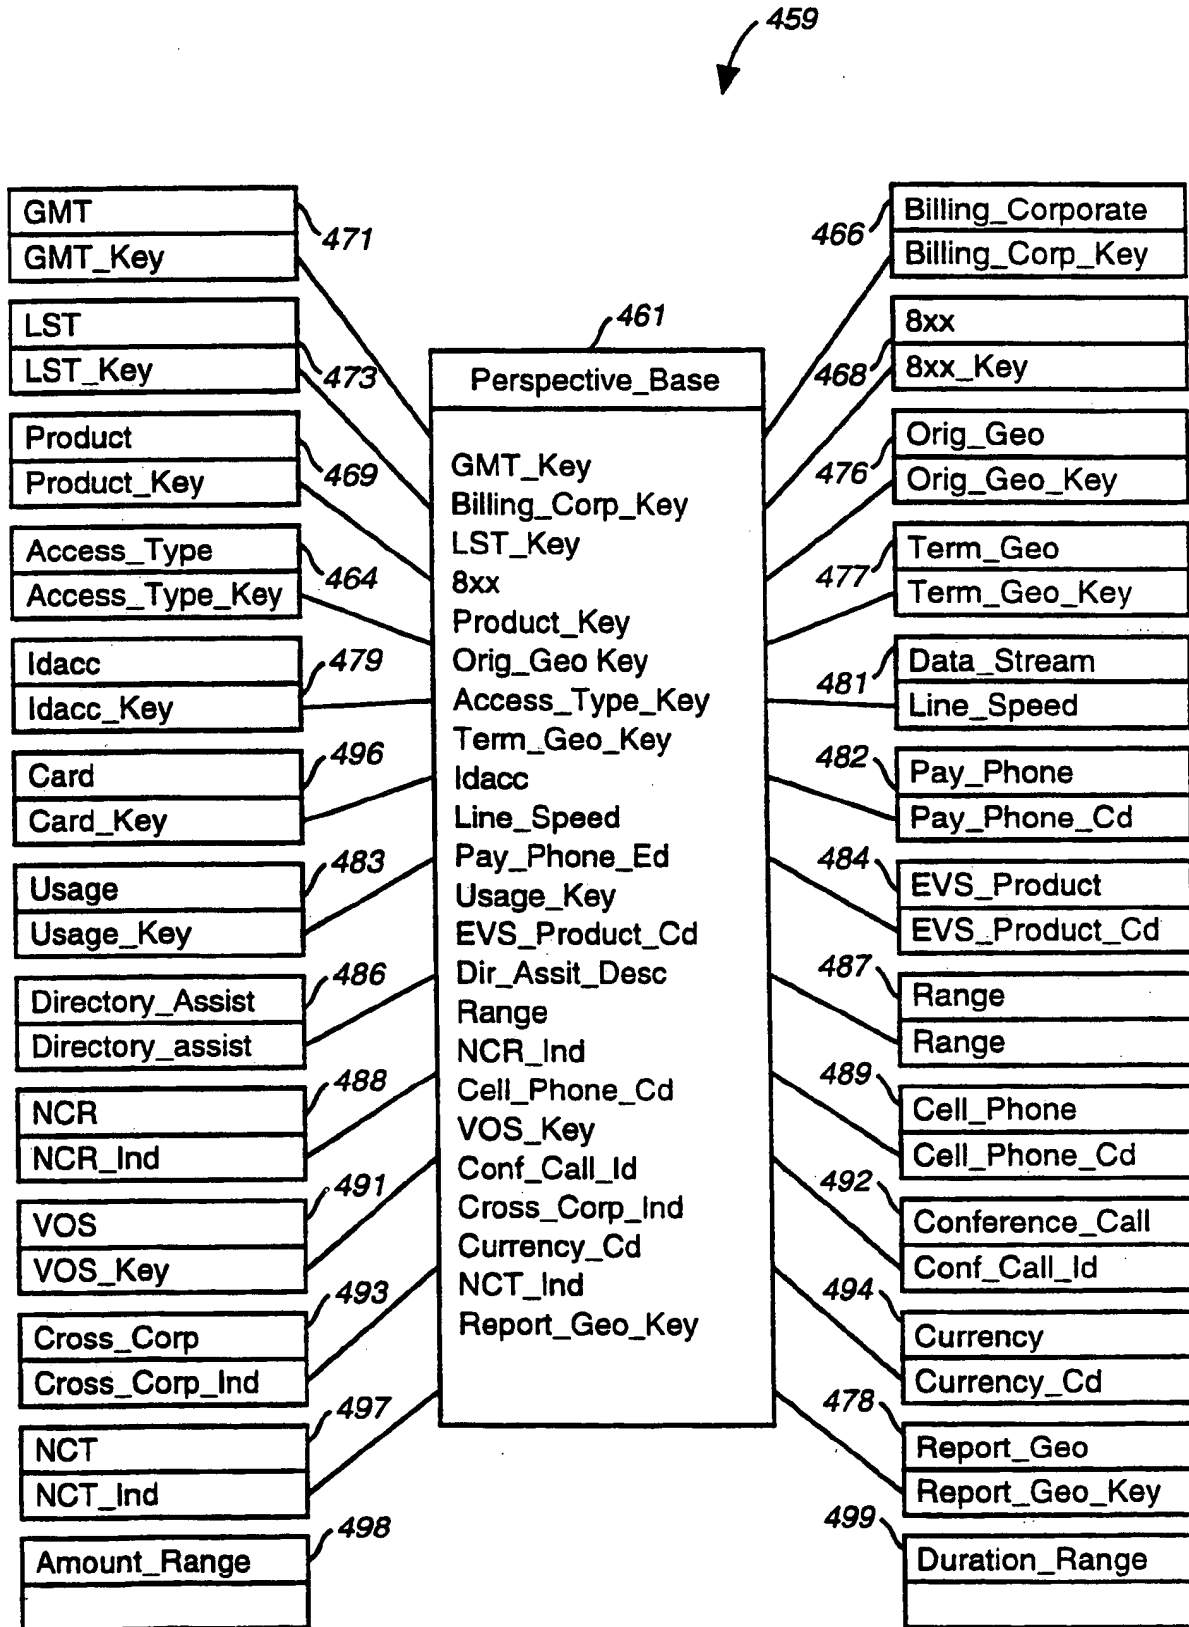 459
GMT
471
GMT_Key
LST
473
LST_Key
Product
469
Product_Key
Access_Type
464
Access_Type_Key
Idacc
479
Idacc_Key
Card
496
Card_Key
Usage
483
Usage_Key
Directory_Assist
486
Directory_assist
NCR
488
NCR_Ind
VOS
491
VOS_Key
Cross_Corp
493
Cross_Corp_Ind
NCT
497
NCT_Ind
Amount_Range
498
461
Perspective_Base
GMT_Key
Billing_Corp_Key
LST_Key
8xx
Product_Key
Orig_Geo Key
Access_Type_Key
Term_Geo_Key
Idacc
Line_Speed
Pay_Phone_Ed
Usage_Key
EVS_Product_Cd
Dir_Assit_Desc
Range
NCR_Ind
Cell_Phone_Cd
VOS_Key
Conf_Call_Id
Cross_Corp_Ind
Currency_Cd
NCT_Ind
Report_Geo_Key
466
Billing_Corporate
Billing_Corp_Key
468
8xx
8xx_Key
476
Orig_Geo
Orig_Geo_Key
477
Term_Geo
Term_Geo_Key
481
Data_Stream
Line_Speed
482
Pay_Phone
Pay_Phone_Cd
484
EVS_Product
EVS_Product_Cd
487
Range
Range
489
Cell_Phone
Cell_Phone_Cd
492
Conference_Call
Conf_Call_Id
494
Currency
Currency_Cd
478
Report_Geo
Report_Geo_Key
499
Duration_Range